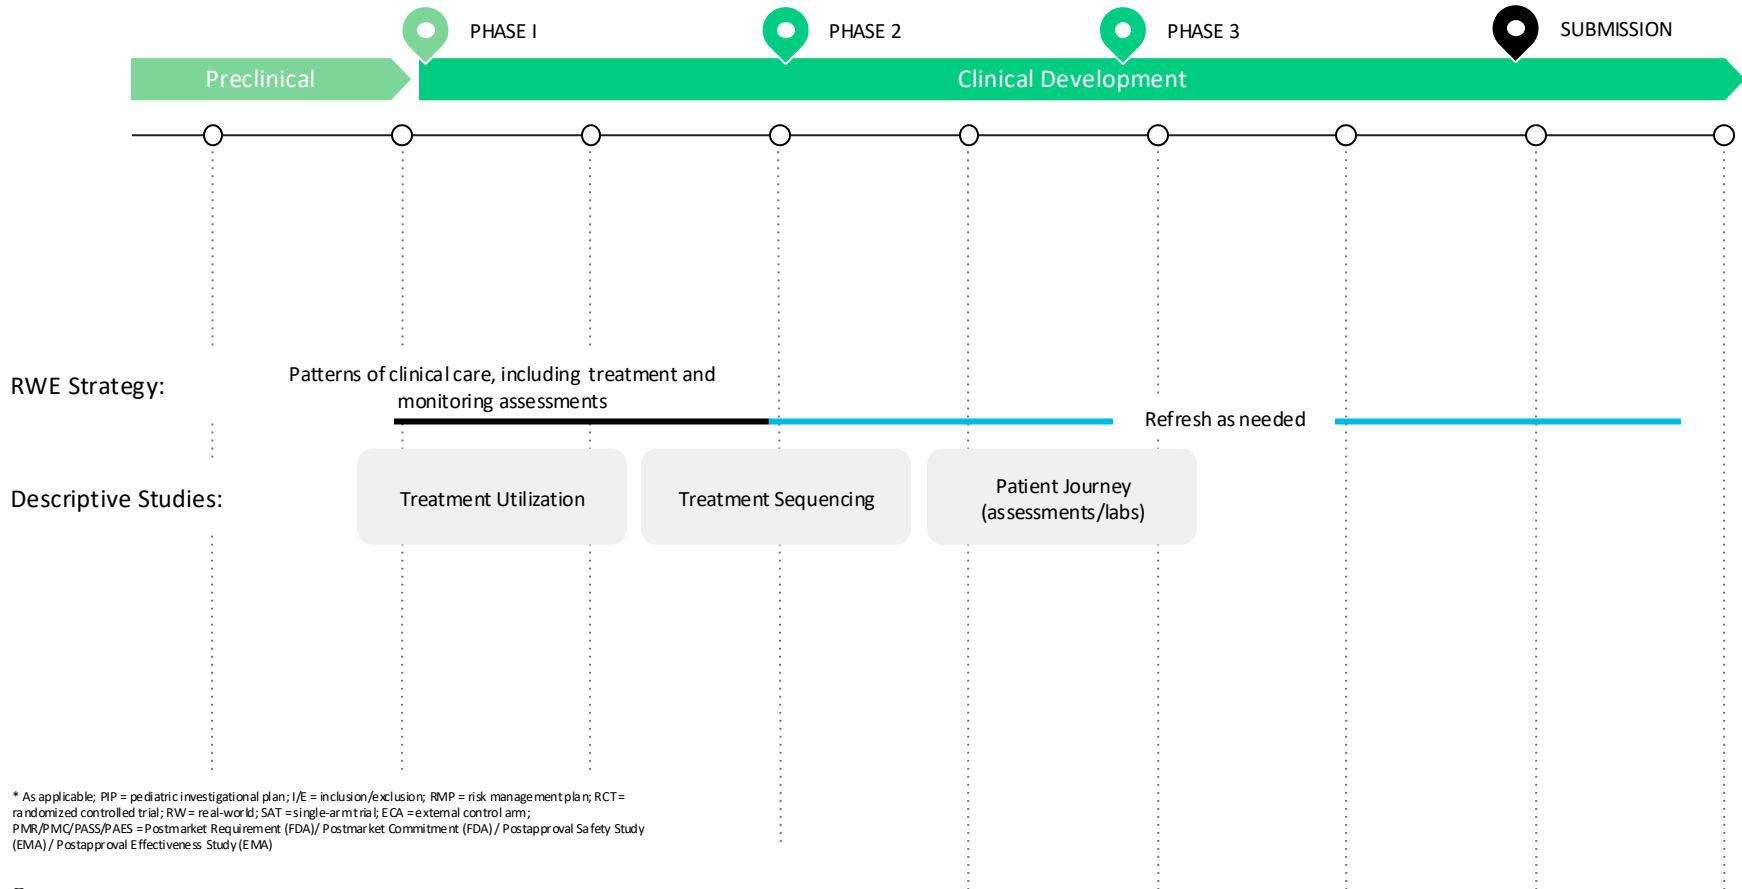 PHASE I
PHASE 2
PHASE 3
SUBMISSION
Preclinical
Clinical Development
RWE Strategy:
Patterns of clinical care, including treatment and
monitoring assessments
Refresh as needed
Descriptive Studies:
Treatment Utilization
Treatment Sequencing
Patient Journey
(assessments/labs)
* As applicable; PIP = pediatric investigational plan; I/E = inclusion/exclusion; RMP = risk management plan; RCT =
randomized controlled trial; RW = real-world; SAT = single-arm trial; ECA = external control arm;
PMR/PMC/PASS/PAES = Postmarket Requirement (FDA)/ Postmarket Commitment (FDA) / Postapproval Safety Study
(EMA) / Postapproval Effectiveness Study (EMA)